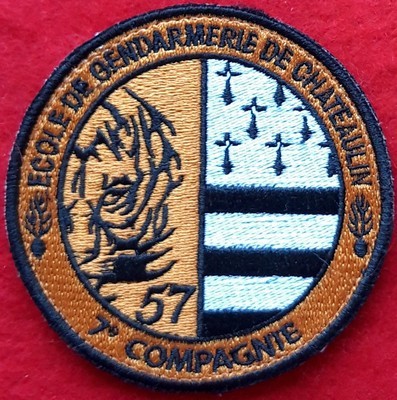 ECOLE DE GENDARMERIE DE CHATEAULIN
57
7e COMPAGNIE